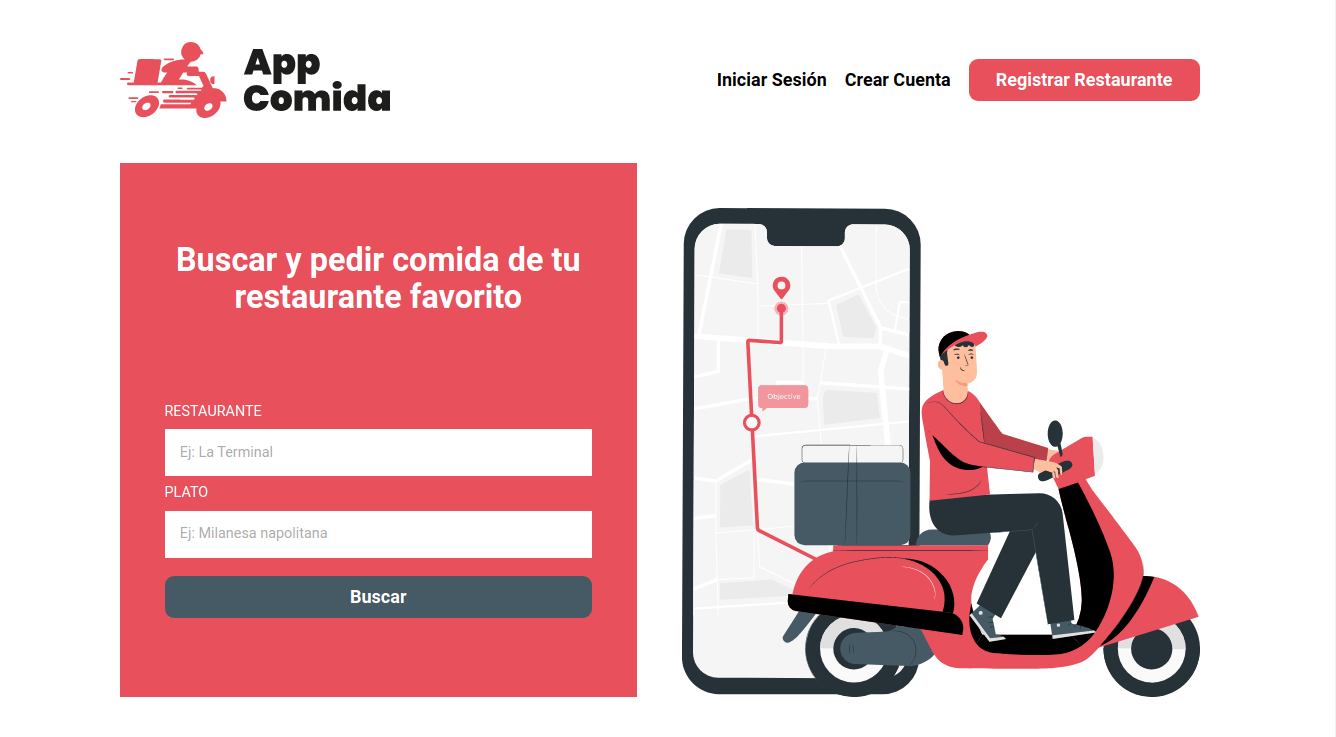 App
Comida
Iniciar Sesión
Crear Cuenta
Registrar Restaurante
Buscar y pedir comida de tu
restaurante favorito
RESTAURANTE
Ej: La Terminal
PLATO
Ej: Milanesa napolitana
Buscar
Objective